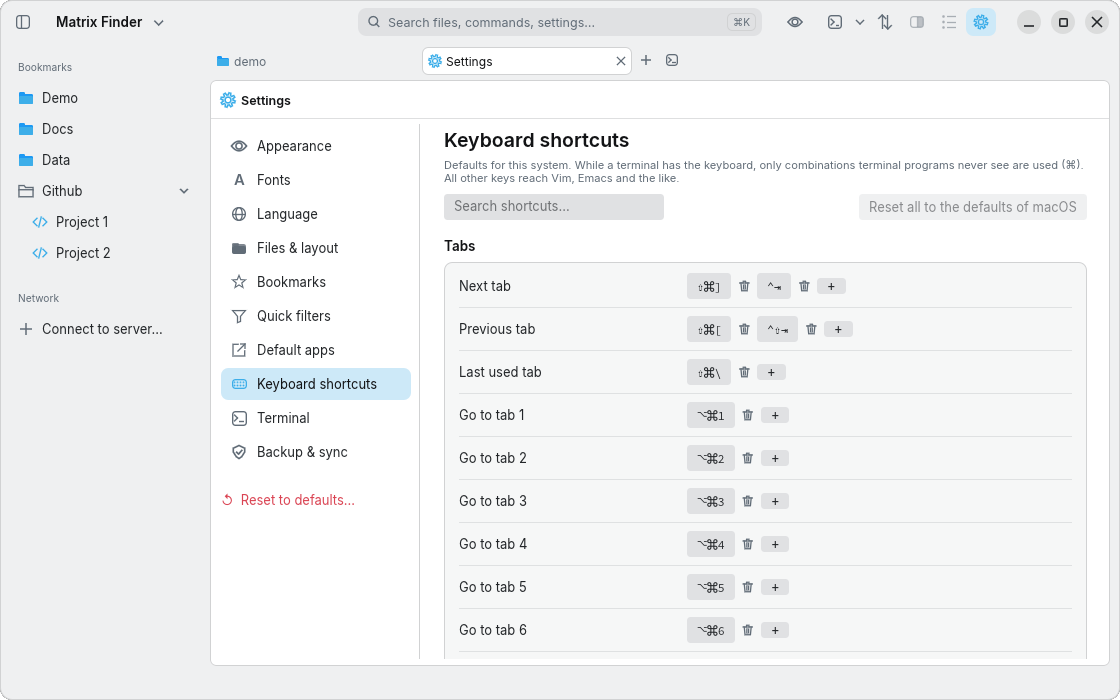 Matrix Finder
Search files, commands, settings...
⌘K
Bookmarks
Demo
Docs
Data
Github
Project 1
Project 2
Network
Connect to server...
demo
Settings
Settings
Appearance
Fonts
Language
Files & layout
Bookmarks
Quick filters
Default apps
Keyboard shortcuts
Terminal
Backup & sync
Reset to defaults...
Keyboard shortcuts
Defaults for this system. While a terminal has the keyboard, only combinations terminal programs never see are used (⌘).
All other keys reach Vim, Emacs and the like.
Search shortcuts...
Reset all to the defaults of macOS
Tabs
Next tab ⇧⌘] ^⇥ +
Previous tab ⇧⌘[ ^⇧⇥ +
Last used tab ⇧⌘\ +
Go to tab 1 ⌥⌘1 +
Go to tab 2 ⌥⌘2 +
Go to tab 3 ⌥⌘3 +
Go to tab 4 ⌥⌘4 +
Go to tab 5 ⌥⌘5 +
Go to tab 6 ⌥⌘6 +